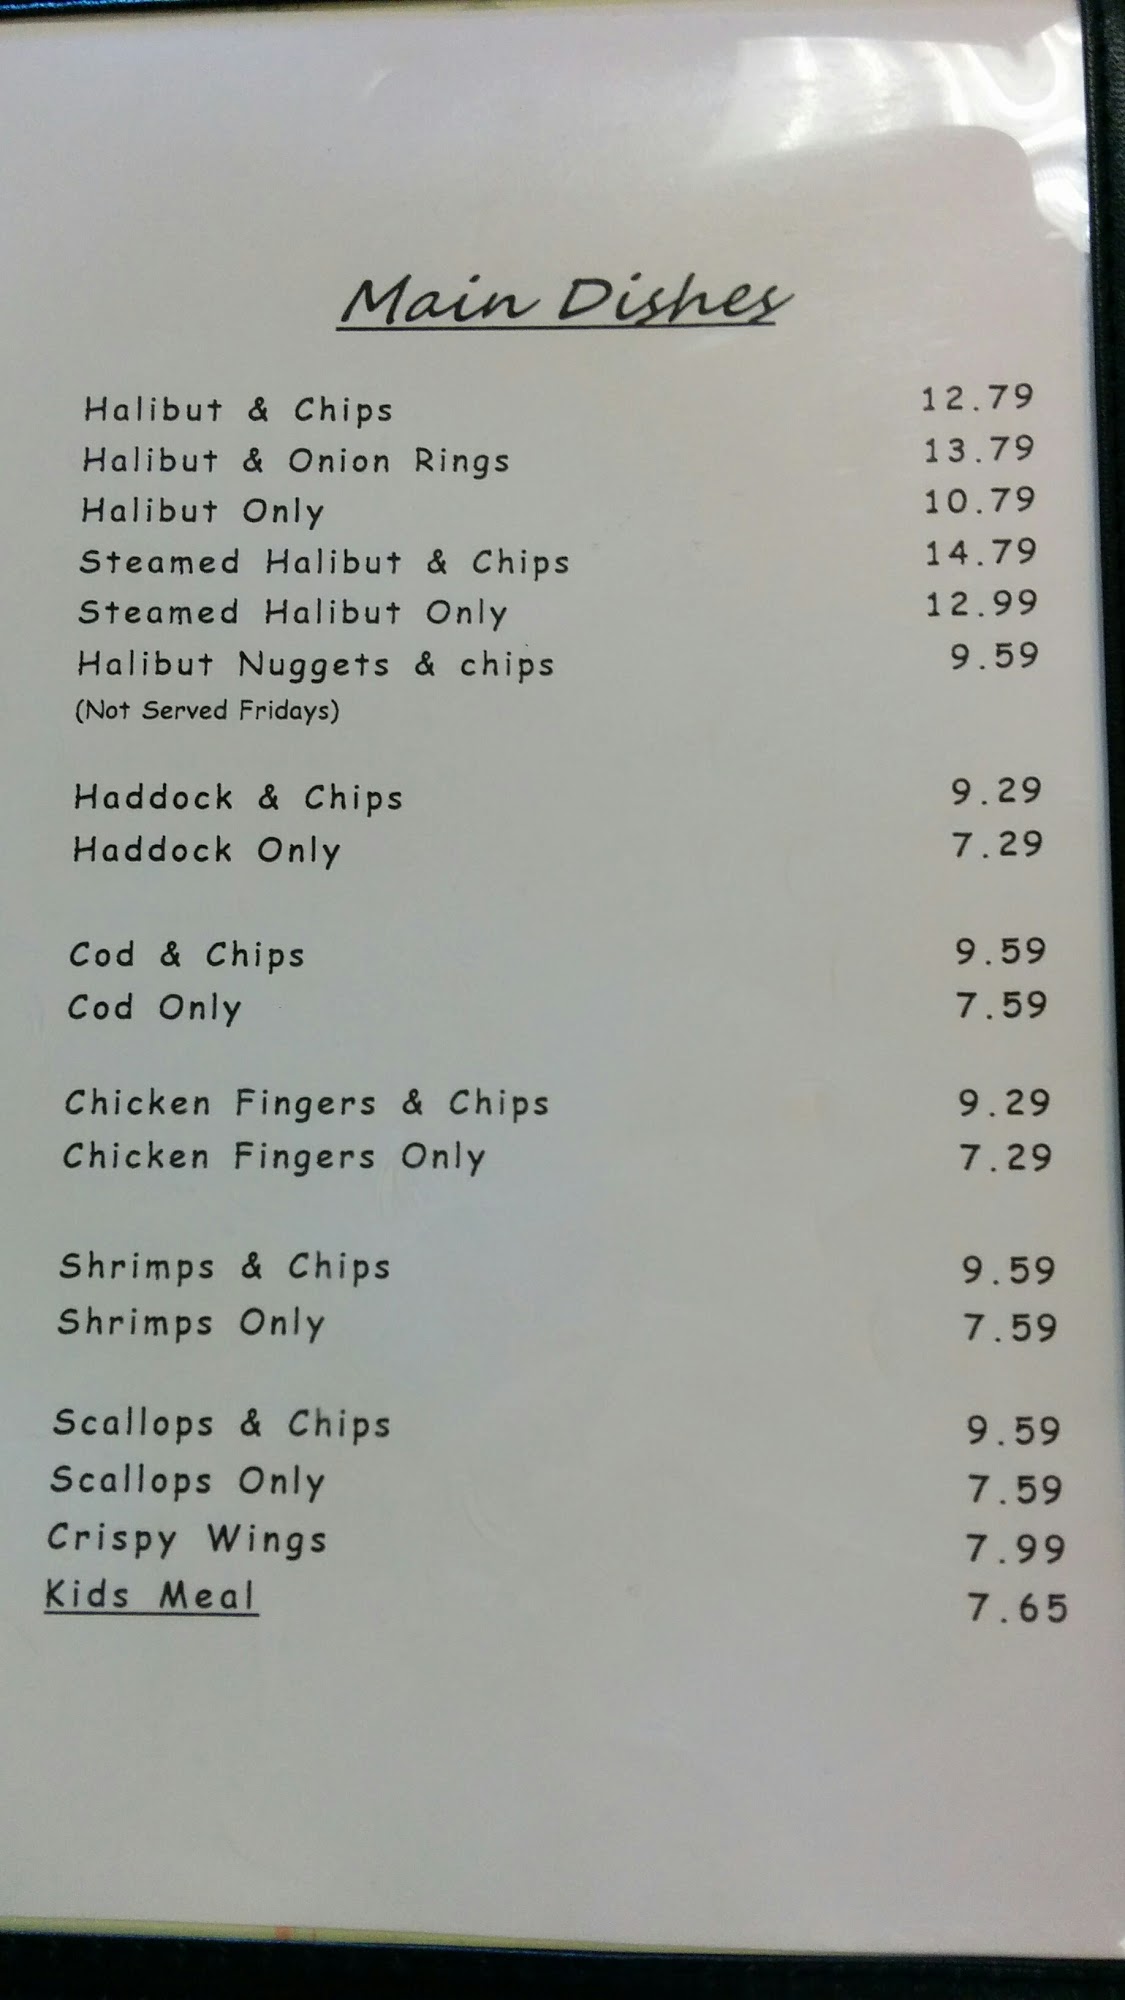 Main Dishes
Halibut & Chips 12.79
Halibut & Onion Rings 13.79
Halibut Only 10.79
Steamed Halibut & Chips 14.79
Steamed Halibut Only 12.99
Halibut Nuggets & chips 9.59
(Not Served Fridays)
Haddock & Chips 9.29
Haddock Only 7.29
Cod & Chips 9.59
Cod Only 7.59
Chicken Fingers & Chips 9.29
Chicken Fingers Only 7.29
Shrimps & Chips 9.59
Shrimps Only 7.59
Scallops & Chips 9.59
Scallops Only 7.59
Crispy Wings 7.99
Kids Meal 7.65